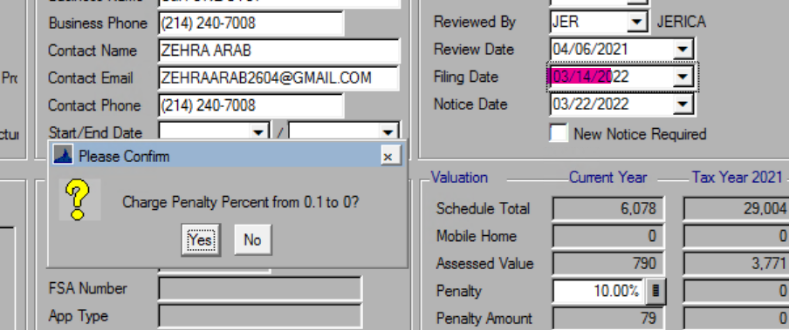 Business Phone (214) 240-7008
Contact Name ZEHRA ARAB
Contact Email ZEHRAARAB2604@GMAIL.COM
Contact Phone (214) 240-7008
Start/End Date /
Reviewed By JER JERICA
Review Date 04/06/2021
Filing Date 03/14/2022
Notice Date 03/22/2022
New Notice Required
Please Confirm
Charge Penalty Percent from 0.1 to 0?
Yes No
FSA Number
App Type
Valuation Current Year Tax Year 2021
Schedule Total 6,078 29,004
Mobile Home 0 0
Assessed Value 790 3,771
Penalty 10.00% 0
Penalty Amount 79 0